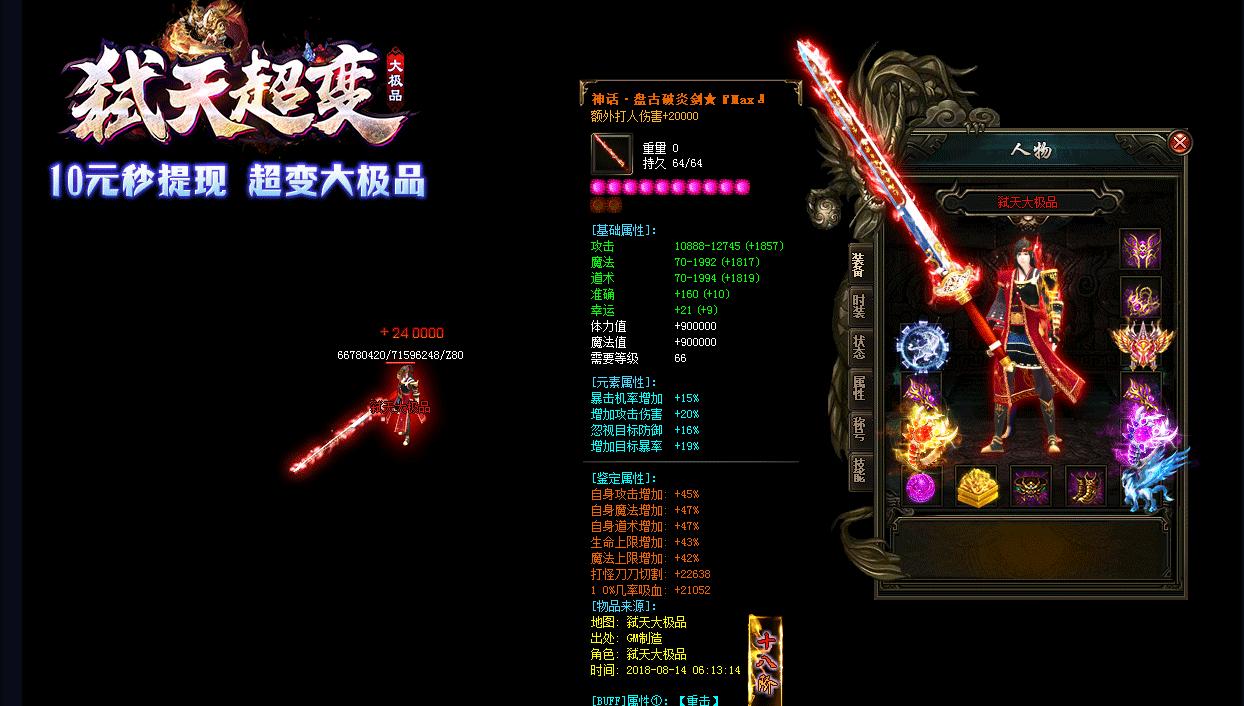 弑天超变
大极品
10元秒提现 超变大极品
+240000
66780420/71596248/Z80
弑天大极品
神话·盘古破炎剑★『Max』
额外打人伤害+20000
重量 0
持久 64/64
[基础属性]:
攻击 10888-12745 (+1857)
魔法 70-1992 (+1817)
道术 70-1994 (+1819)
准确 +160 (+10)
幸运 +21 (+9)
体力值 +900000
魔法值 +900000
需要等级 66
[元素属性]:
暴击机率增加 +15%
增加攻击伤害 +20%
忽视目标防御 +16%
增加目标暴率 +19%
[鉴定属性]:
自身攻击增加: +45%
自身魔法增加: +47%
自身道术增加: +47%
生命上限增加: +43%
魔法上限增加: +42%
打怪刀刀切割: +22638
10%几率吸血: +21052
[物品来源]:
地图: 弑天大极品
出处: GM制造
角色: 弑天大极品
时间: 2018-08-14 06:13:14
十八阶
[BUFF]属性①:【重击】
人物
弑天大极品
装备
时装
状态
属性
称号
技能